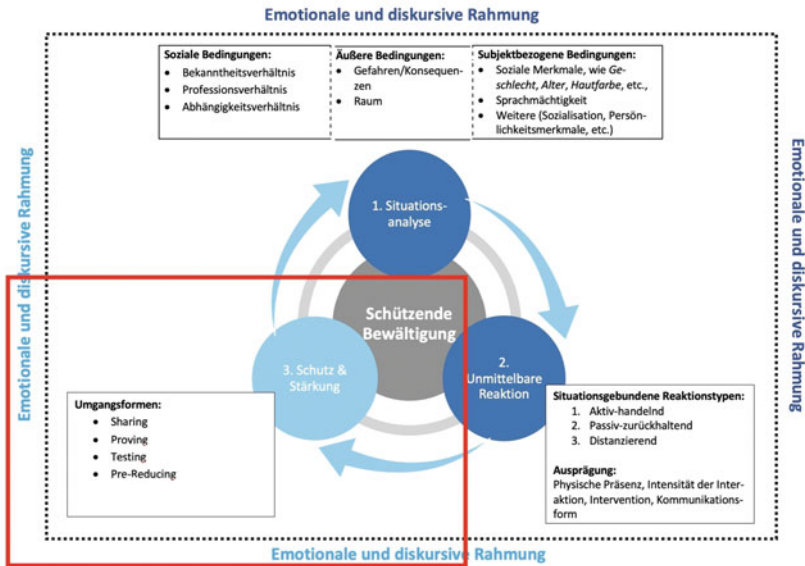 Emotionale und diskursive Rahmung
Soziale Bedingungen:
• Bekanntheitsverhältnis
• Professionsverhältnis
• Abhängigkeitsverhältnis
Äußere Bedingungen:
• Gefahren/Konsequen-
zen
• Raum
Subjektbezogene Bedingungen:
• Soziale Merkmale, wie Ge-
schlecht, Alter, Hautfarbe, etc.,
• Sprachmächtigkeit
• Weitere (Sozialisation, Persön-
lichkeitsmerkmale, etc.)
Emotionale und diskursive Rahmung
Emotionale und diskursive Rahmung
1. Situations-
analyse
Schützende
Bewältigung
3. Schutz &
Stärkung
2.
Unmittelbare
Reaktion
Umgangsformen:
• Sharing
• Proving
• Testing
• Pre-Reducing
Situationsgebundene Reaktionstypen:
1. Aktiv-handelnd
2. Passiv-zurückhaltend
3. Distanzierend
Ausprägung:
Physische Präsenz, Intensität der Inter-
aktion, Intervention, Kommunikations-
form
Emotionale und diskursive Rahmung